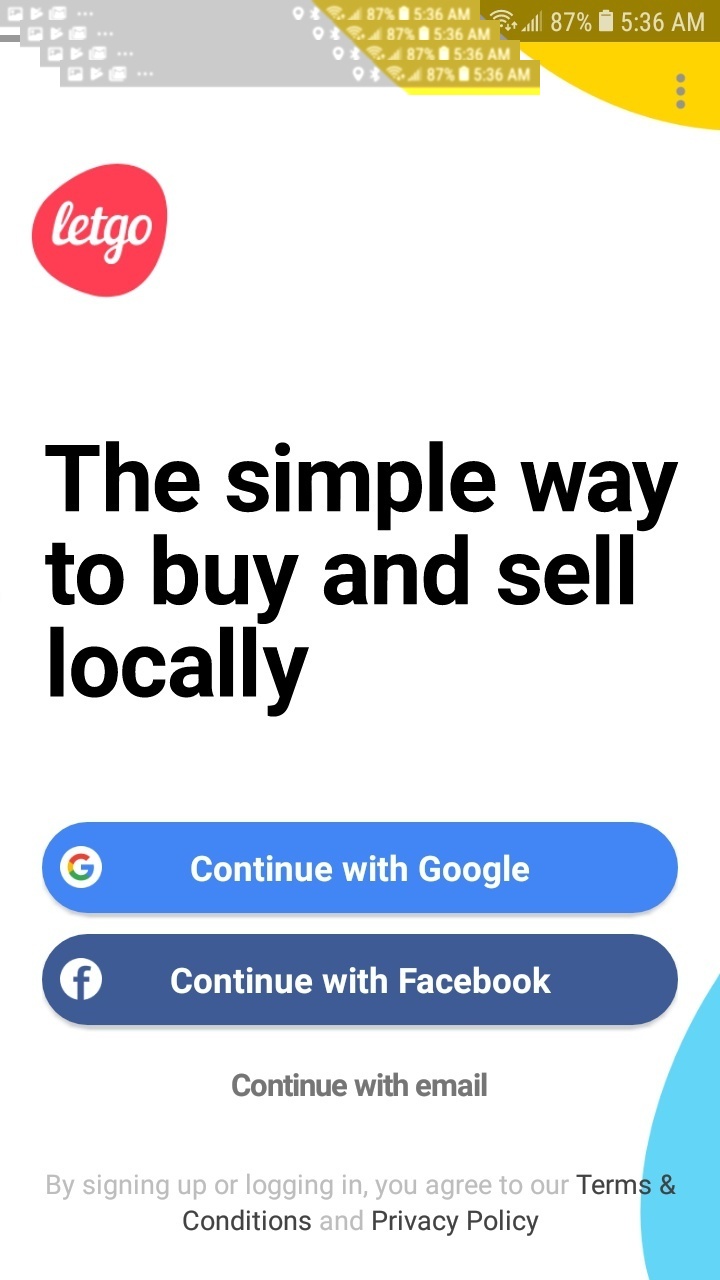 87% 5:36 AM
87% 5:36 AM
87% 5:36 AM
87% 5:36 AM
87% 5:36 AM
letgo
The simple way
to buy and sell
locally
Continue with Google
Continue with Facebook
Continue with email
By signing up or logging in, you agree to our Terms &
Conditions and Privacy Policy